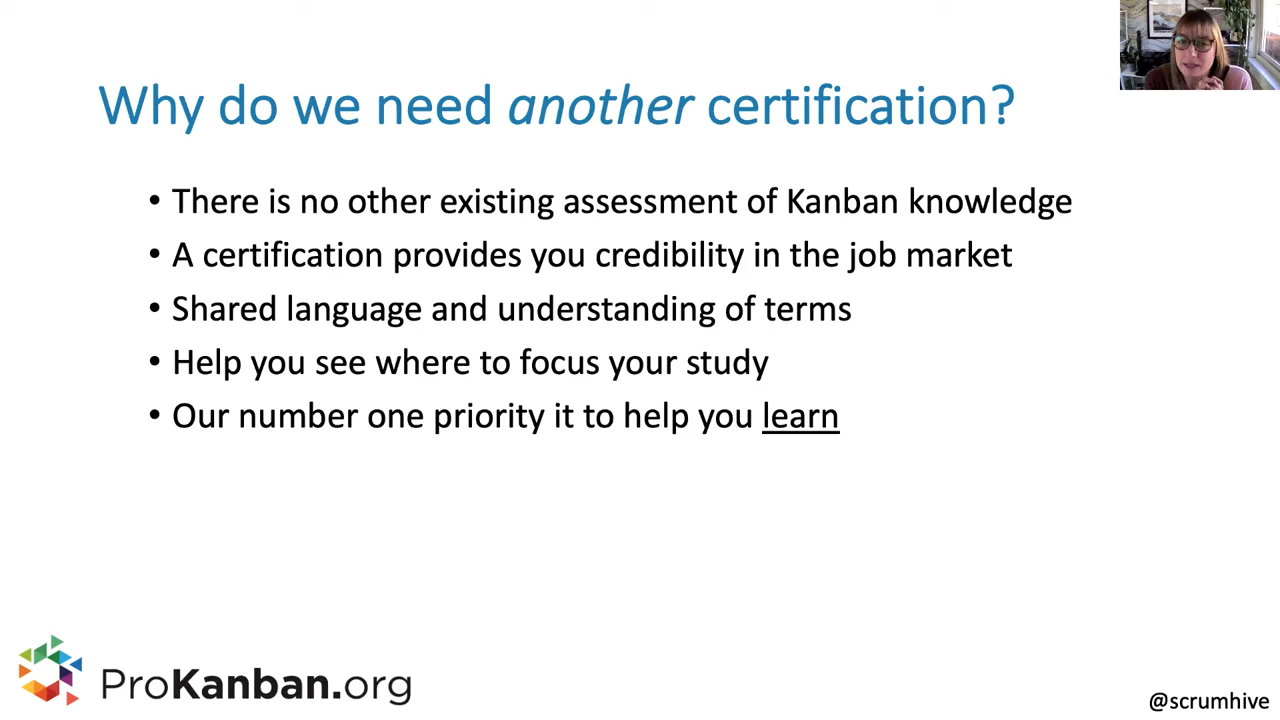 Why do we need another certification?
• There is no other existing assessment of Kanban knowledge
• A certification provides you credibility in the job market
• Shared language and understanding of terms
• Help you see where to focus your study
• Our number one priority it to help you learn
ProKanban.org
@scrumhive